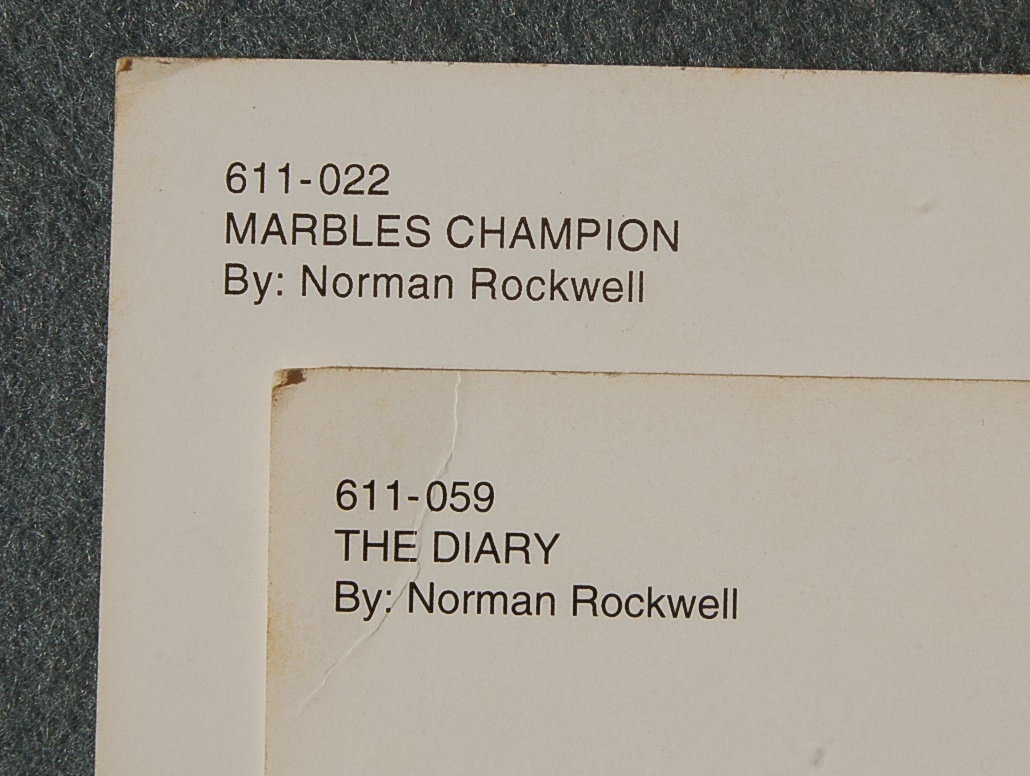 611-022
MARBLES CHAMPION
By: Norman Rockwell
611-059
THE DIARY
By: Norman Rockwell